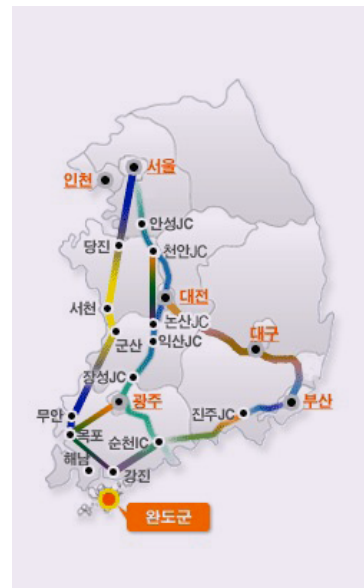 서울
인천
안성JC
당진
천안JC
대전
서천
논산JC
군산
익산JC
대구
장성JC
무안
광주
진주JC
부산
목포
순천IC
해남
강진
완도군